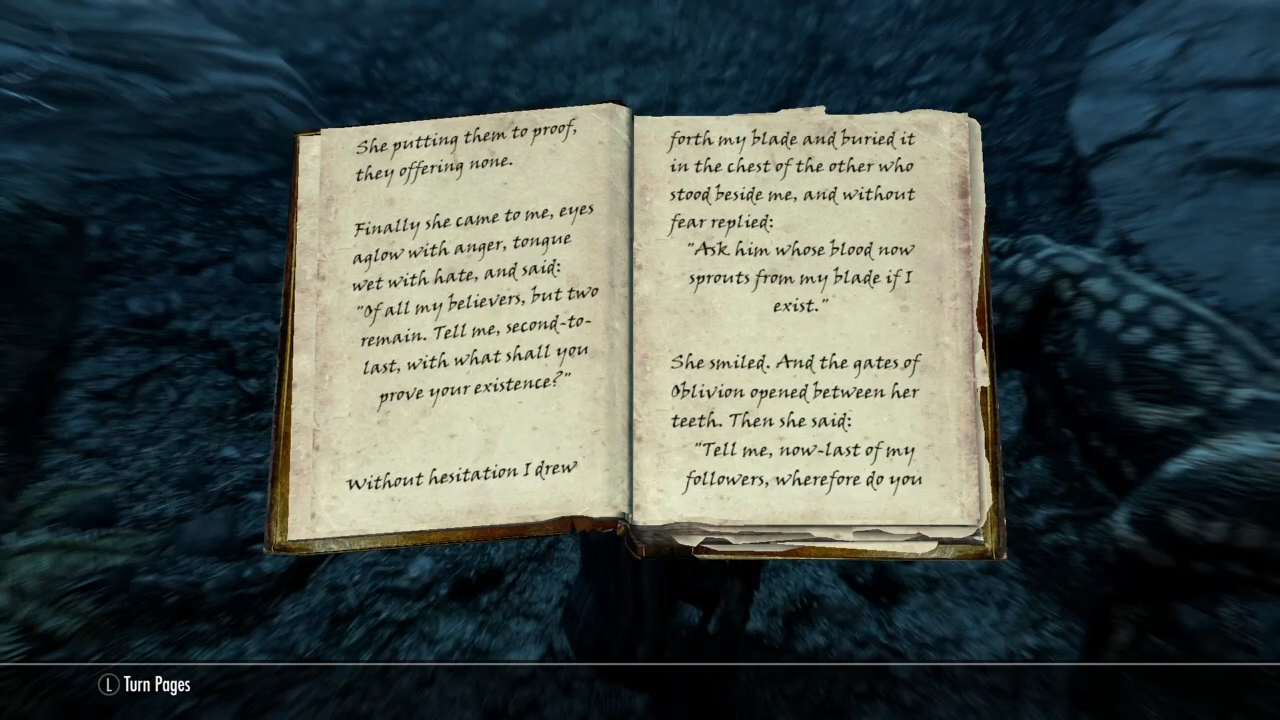 She putting them to proof,
they offering none.
Finally she came to me, eyes
aglow with anger, tongue
wet with hate, and said:
"Of all my believers, but two
remain. Tell me, second-to-
last, with what shall you
prove your existence?"
Without hesitation I drew
forth my blade and buried it
in the chest of the other who
stood beside me, and without
fear replied:
"Ask him whose blood now
sprouts from my blade if I
exist."
She smiled. And the gates of
Oblivion opened between her
teeth. Then she said:
"Tell me, now-last of my
followers, wherefore do you
L Turn Pages